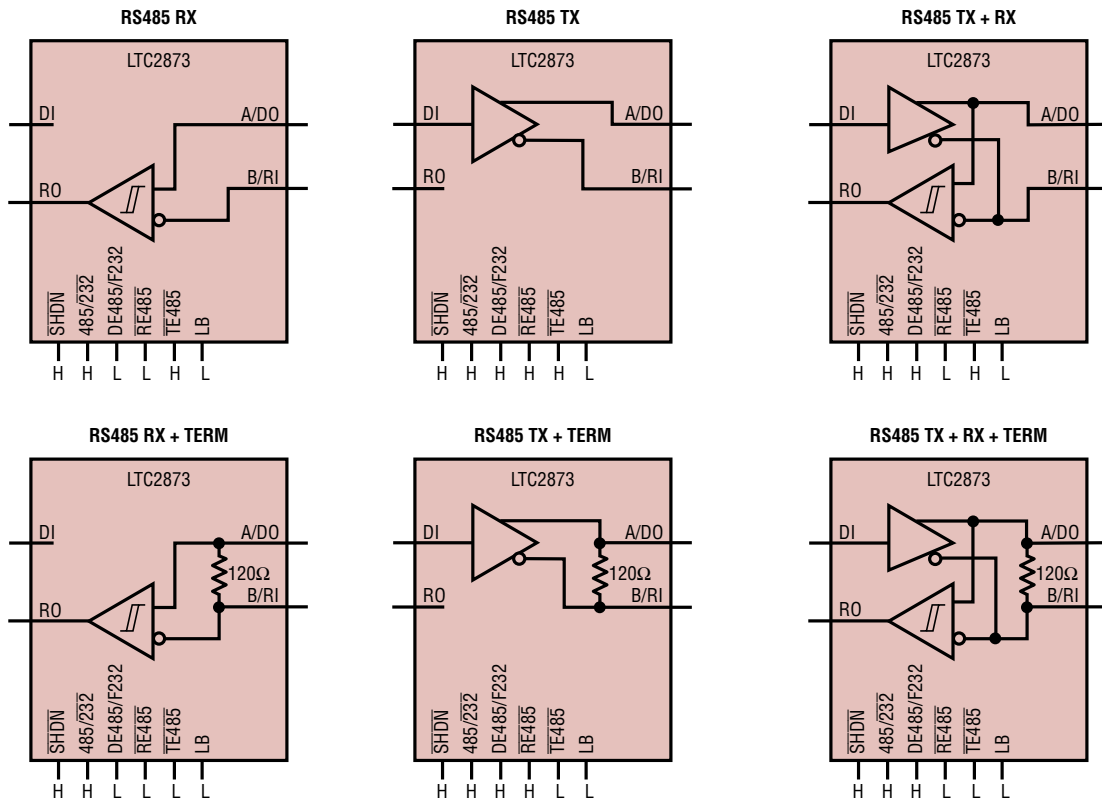 RS485 RX
LTC2873
DI
A/DO
RO
B/RI
SHDN
485/232
DE485/F232
RE485
TE485
LB
H H L L H L
RS485 TX
LTC2873
DI
A/DO
RO
B/RI
SHDN
485/232
DE485/F232
RE485
TE485
LB
H H H H H L
RS485 TX + RX
LTC2873
DI
A/DO
RO
B/RI
SHDN
485/232
DE485/F232
RE485
TE485
LB
H H H L H L
RS485 RX + TERM
LTC2873
DI
A/DO
120Ω
RO
B/RI
SHDN
485/232
DE485/F232
RE485
TE485
LB
H H L L L L
RS485 TX + TERM
LTC2873
DI
A/DO
120Ω
RO
B/RI
SHDN
485/232
DE485/F232
RE485
TE485
LB
H H H H L L
RS485 TX + RX + TERM
LTC2873
DI
A/DO
120Ω
RO
B/RI
SHDN
485/232
DE485/F232
RE485
TE485
LB
H H H L L L